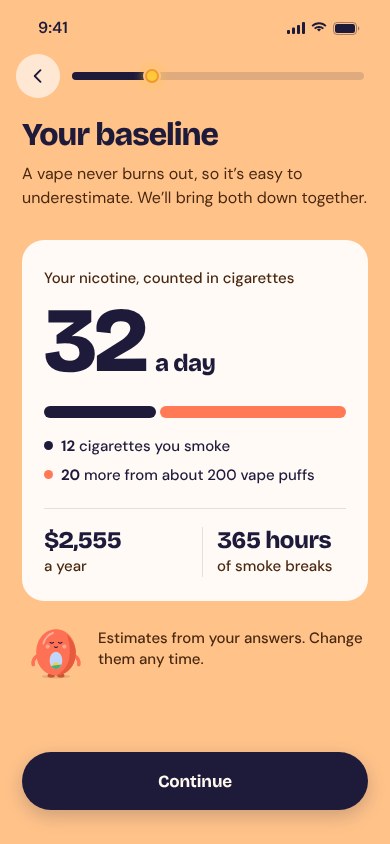 9:41
Your baseline
A vape never burns out, so it’s easy to
underestimate. We’ll bring both down together.
Your nicotine, counted in cigarettes
32 a day
12 cigarettes you smoke
20 more from about 200 vape puffs
$2,555
a year
365 hours
of smoke breaks
Estimates from your answers. Change
them any time.
Continue